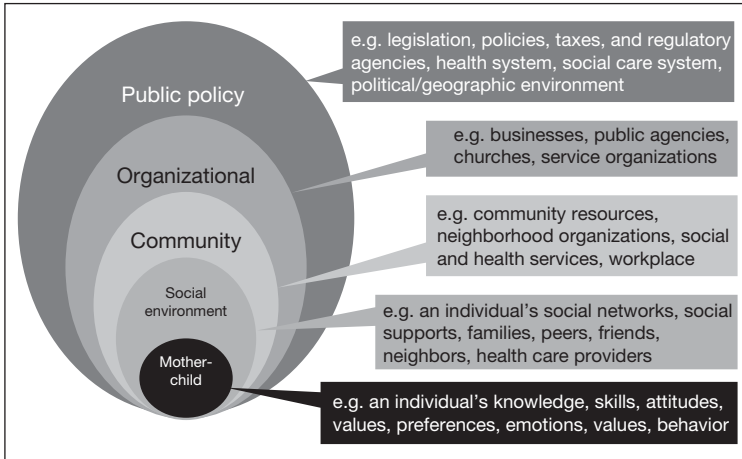 e.g. legislation, policies, taxes, and regulatory
agencies, health system, social care system,
political/geographic environment
Public policy
e.g. businesses, public agencies,
churches, service organizations
Organizational
e.g. community resources,
neighborhood organizations, social
and health services, workplace
Community
Social
environment
e.g. an individual's social networks, social
supports, families, peers, friends,
neighbors, health care providers
Mother-
child
e.g. an individual's knowledge, skills, attitudes,
values, preferences, emotions, values, behavior